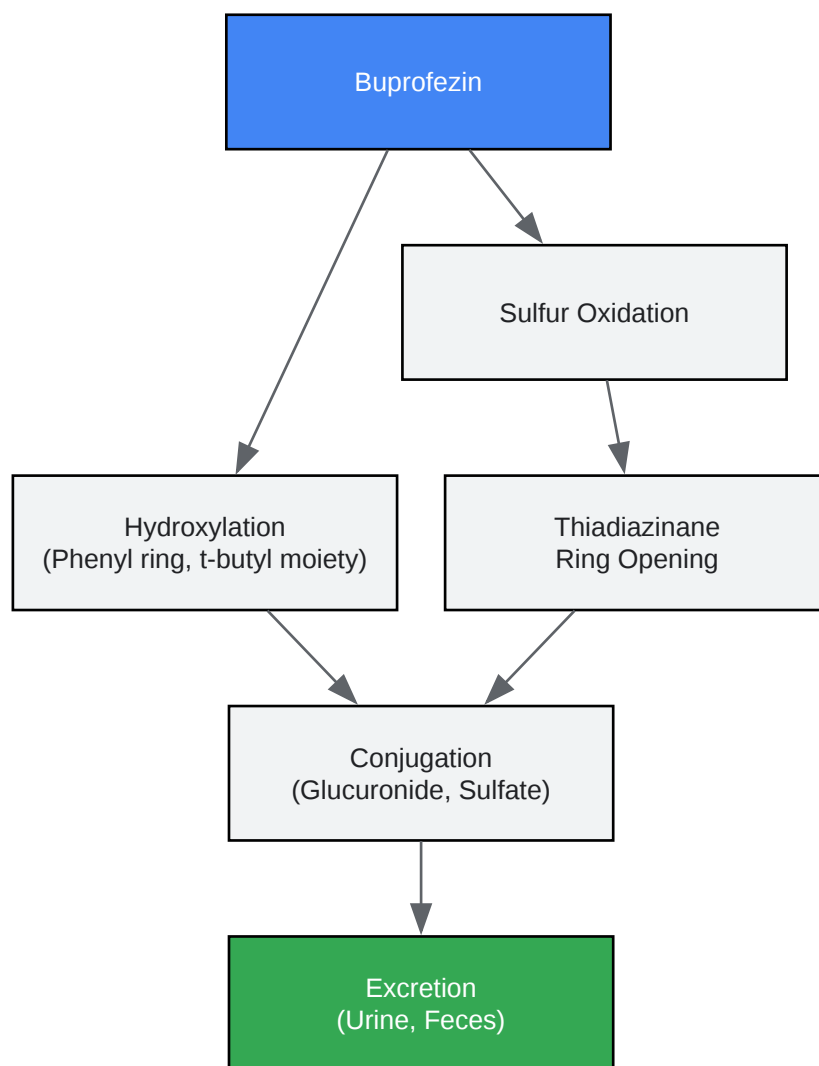 Buprofezin
Sulfur Oxidation
Hydroxylation
(Phenyl ring, t-butyl moiety)
Thiadiazinane
Ring Opening
Conjugation
(Glucuronide, Sulfate)
Excretion
(Urine, Feces)